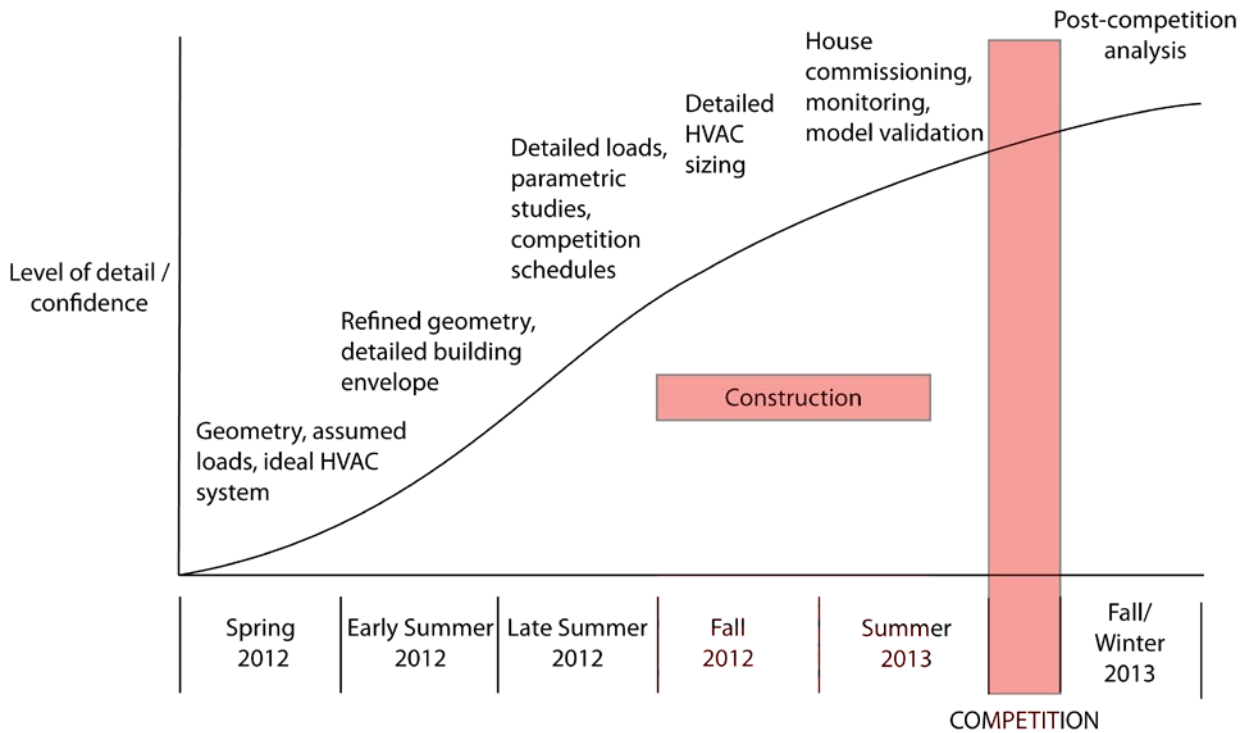 Post-competition
analysis
House
commissioning,
monitoring,
model validation
Detailed
HVAC
sizing
Detailed loads,
parametric
studies,
competition
schedules
Level of detail /
confidence
Refined geometry,
detailed building
envelope
Construction
Geometry, assumed
loads, ideal HVAC
system
Spring
2012
Early Summer
2012
Late Summer
2012
Fall
2012
Summer
2013
Fall/
Winter
2013
COMPETITION